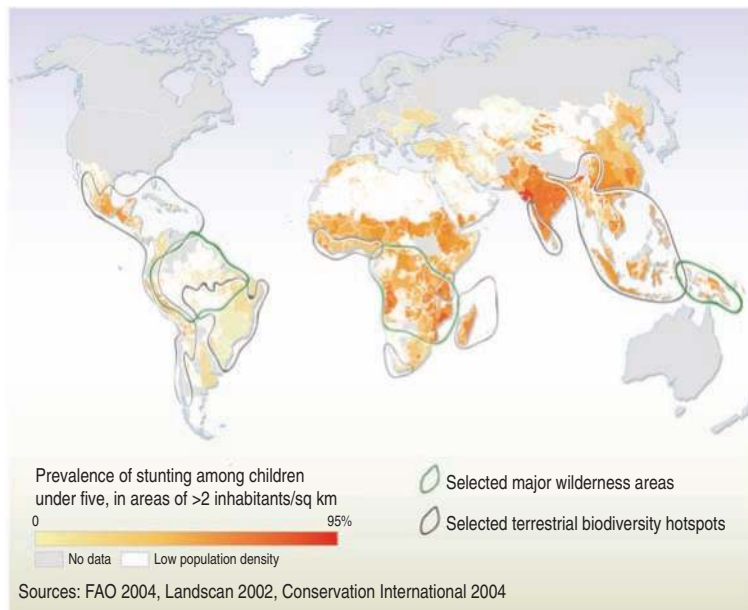 Prevalence of stunting among children
under five, in areas of >2 inhabitants/sq km
0 95%
No data Low population density
Selected major wilderness areas
Selected terrestrial biodiversity hotspots
Sources: FAO 2004, Landscan 2002, Conservation International 2004